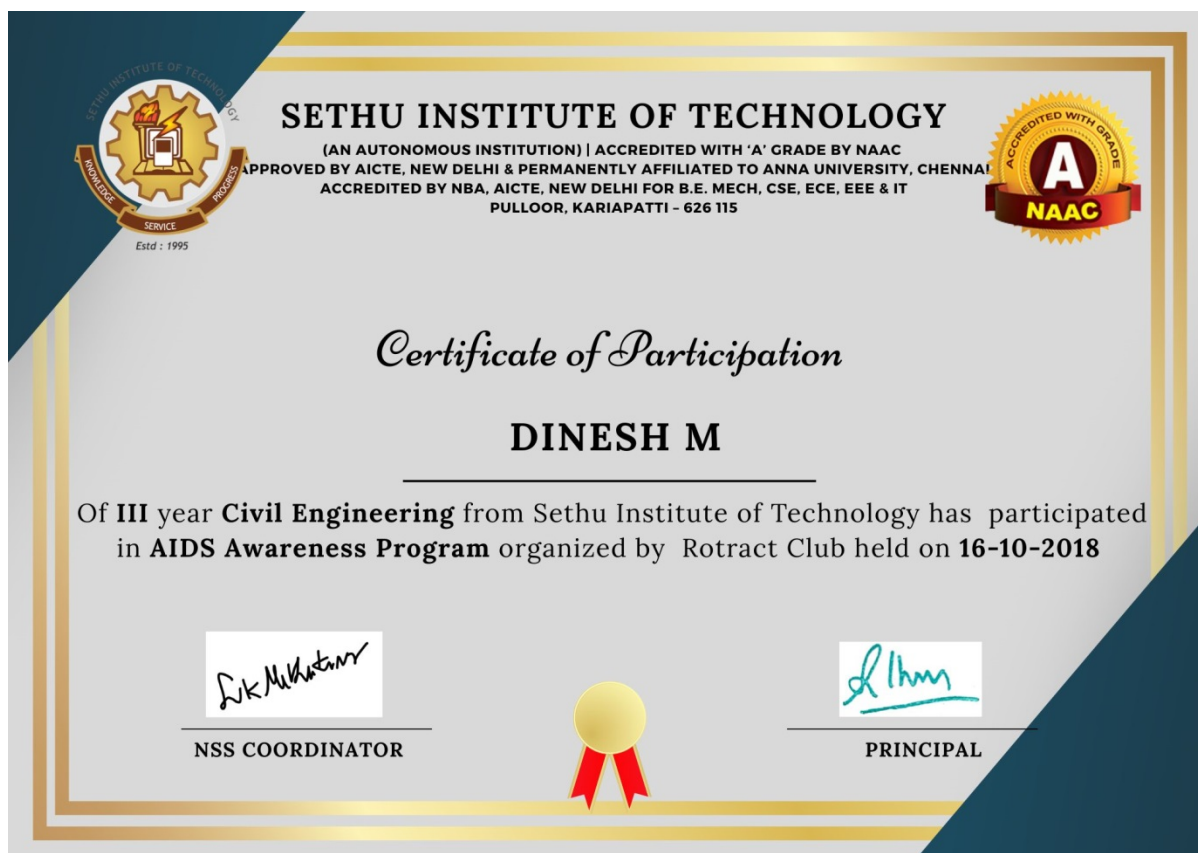 SETHU INSTITUTE OF TECHNOLOGY
KNOWLEDGE
SERVICE
PROGRESS
Estd : 1995
SETHU INSTITUTE OF TECHNOLOGY
(AN AUTONOMOUS INSTITUTION) | ACCREDITED WITH ‘A’ GRADE BY NAAC
APPROVED BY AICTE, NEW DELHI & PERMANENTLY AFFILIATED TO ANNA UNIVERSITY, CHENNAI
ACCREDITED BY NBA, AICTE, NEW DELHI FOR B.E. MECH, CSE, ECE, EEE & IT
PULLOOR, KARIAPATTI – 626 115
ACCREDITED WITH GRADE
A
NAAC
Certificate of Participation
DINESH M
Of III year Civil Engineering from Sethu Institute of Technology has participated
in AIDS Awareness Program organized by Rotract Club held on 16-10-2018
NSS COORDINATOR
PRINCIPAL